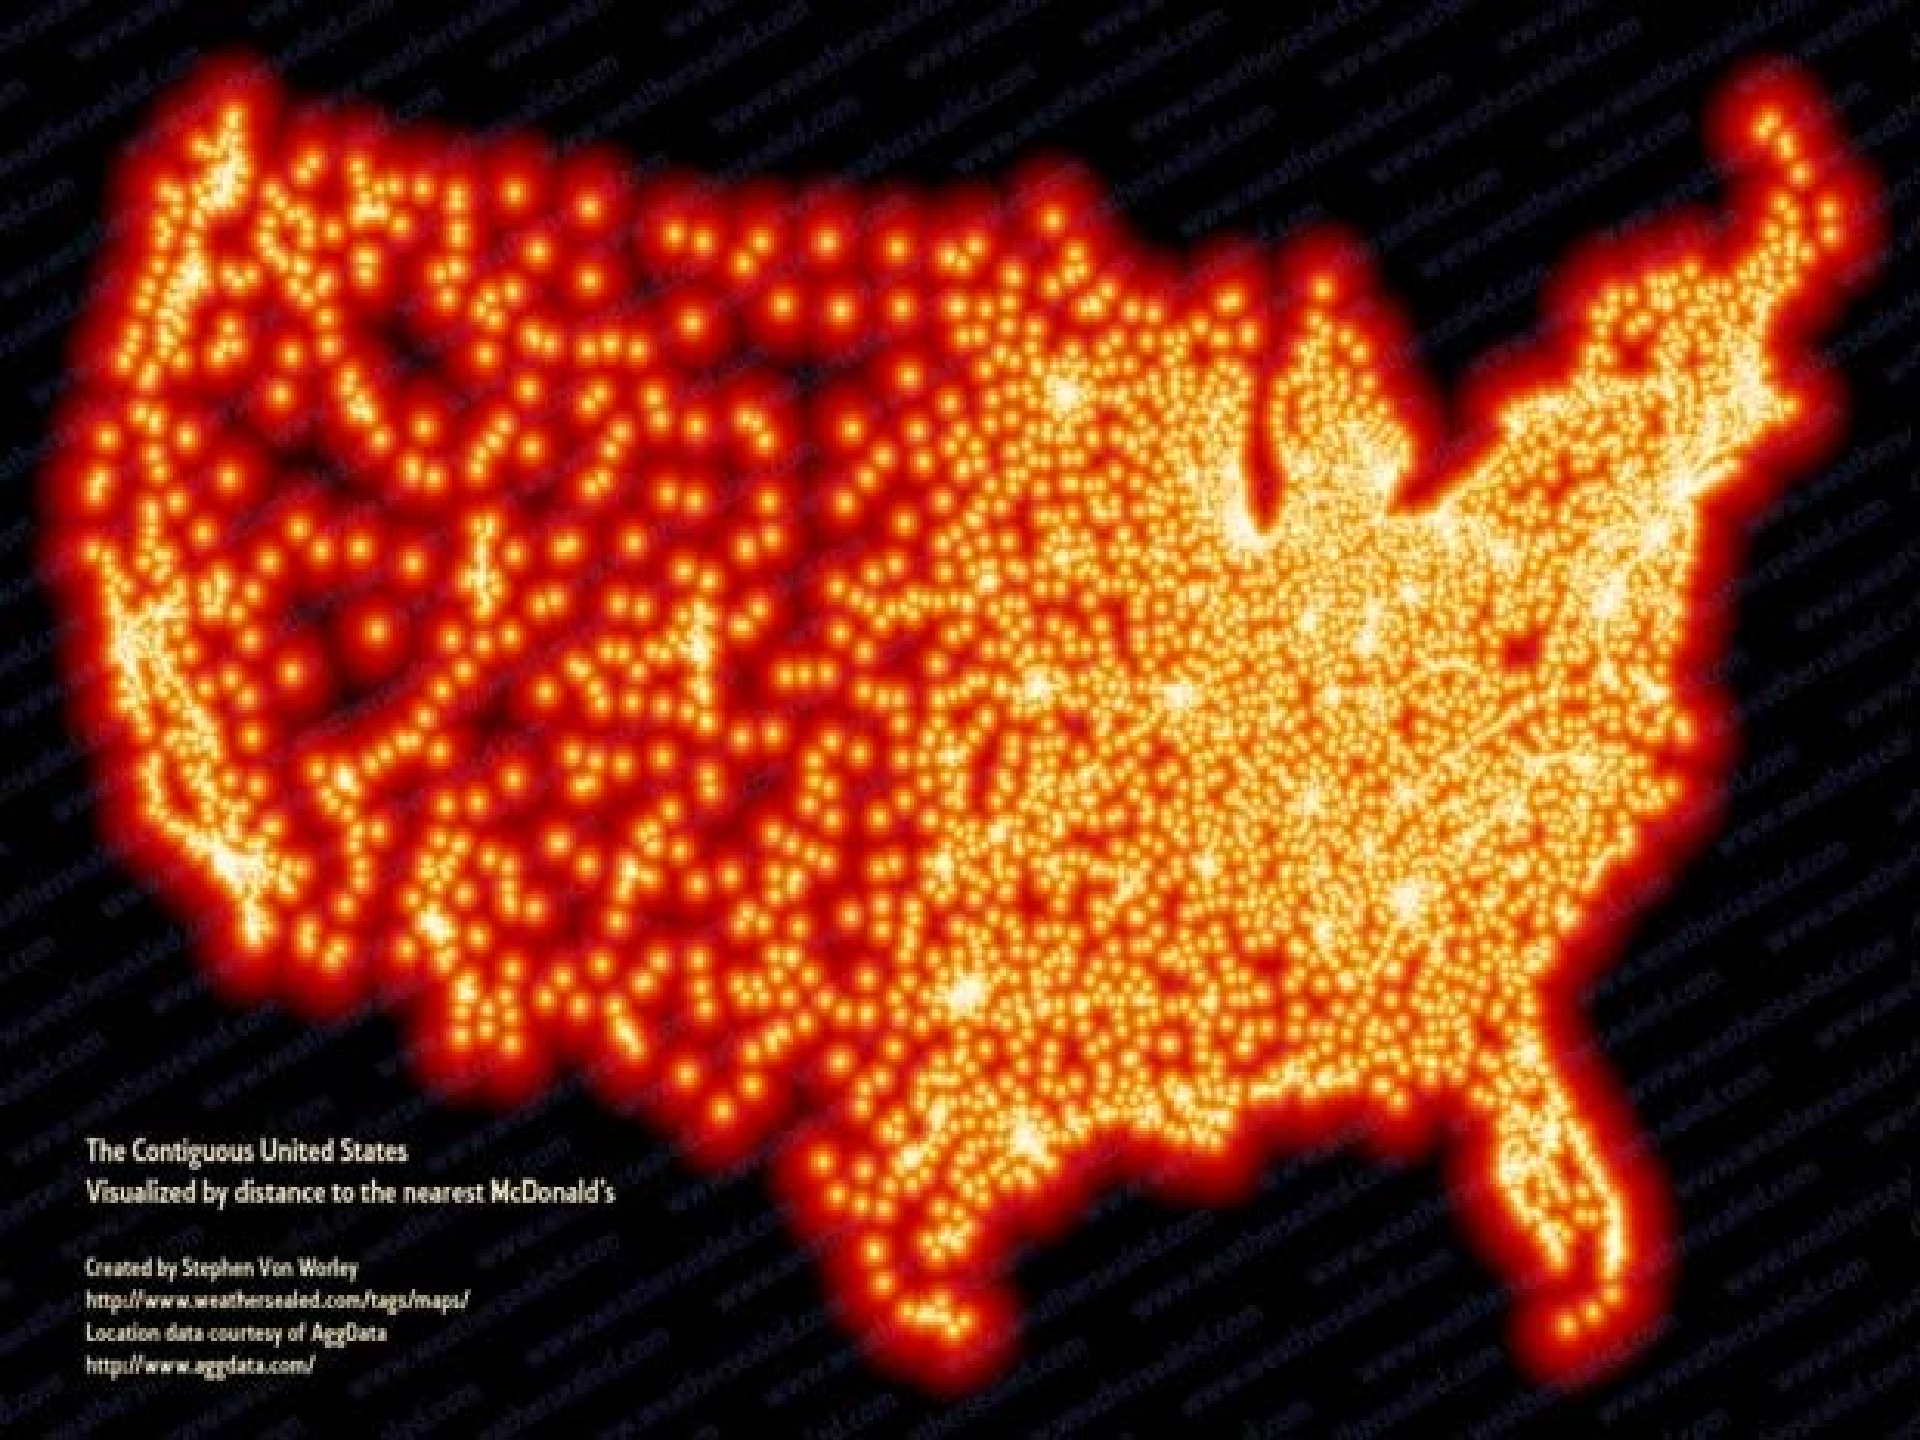 The Contiguous United States
Visualized by distance to the nearest McDonald's
Created by Stephen Von Worley
http://www.weathersealed.com/tags/maps/
Location data courtesy of AggData
http://www.aggdata.com/